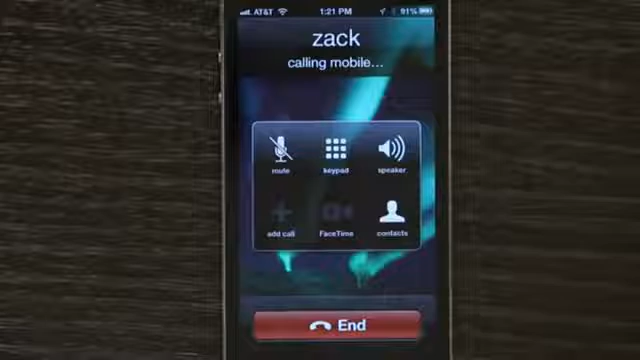 AT&T 1:21 PM 91%
zack
calling mobile...
mute keypad speaker
add call FaceTime contacts
End